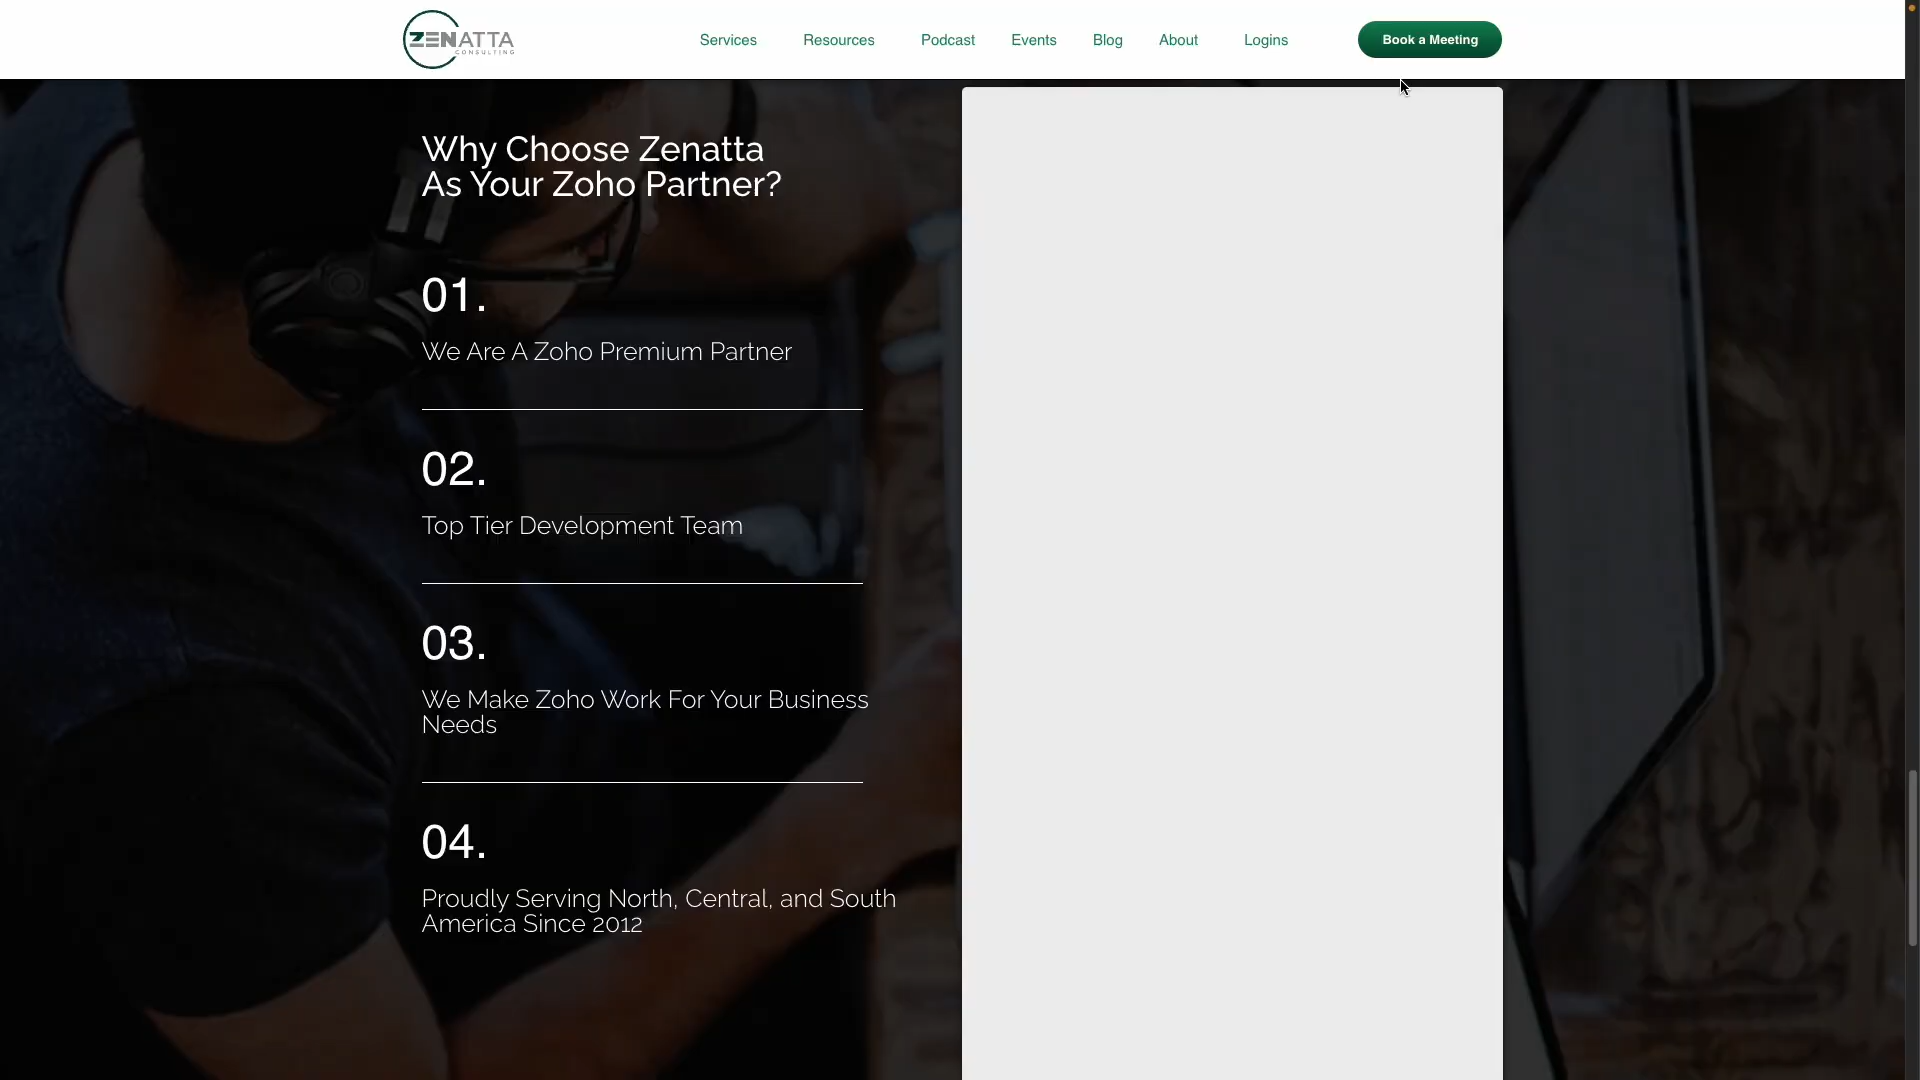 ZENATTA
CONSULTING
Services
Resources
Podcast
Events
Blog
About
Logins
Book a Meeting
Why Choose Zenatta
As Your Zoho Partner?
01.
We Are A Zoho Premium Partner
02.
Top Tier Development Team
03.
We Make Zoho Work For Your Business
Needs
04.
Proudly Serving North, Central, and South
America Since 2012